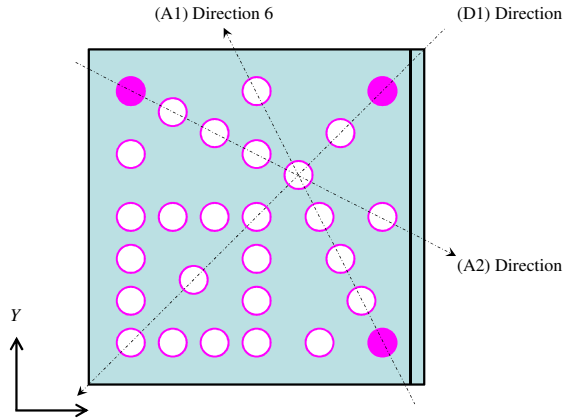 (A1) Direction 6
(D1) Direction
(A2) Direction
Y